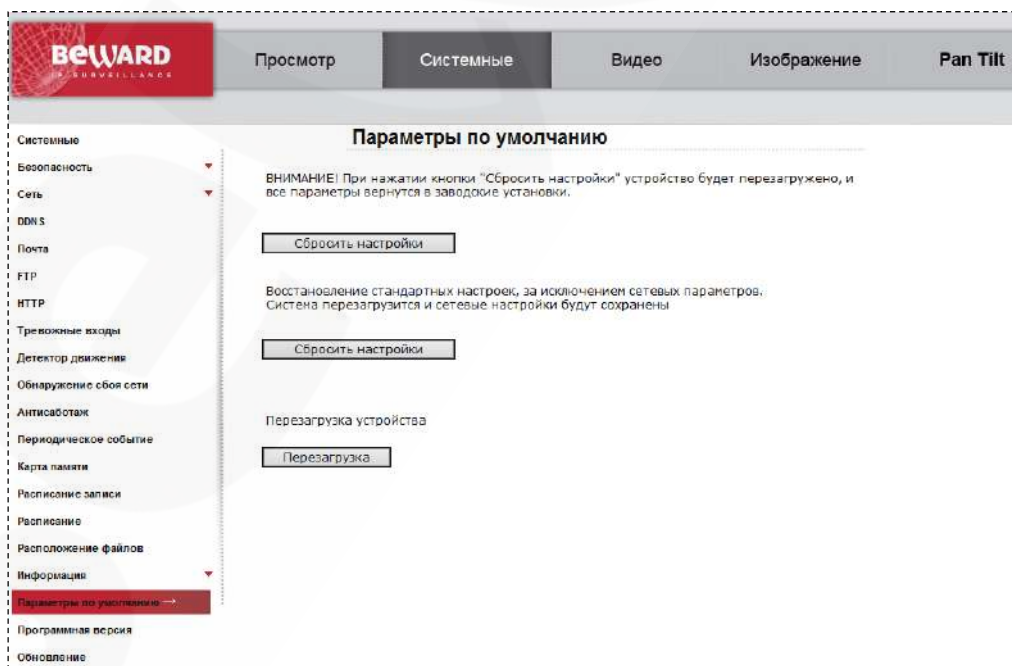 BEWARD
IP SURVEILLANCE
Просмотр
Системные
Видео
Изображение
Pan Tilt
Системные
Безопасность
Сеть
DDNS
Почта
FTP
HTTP
Тревожные входы
Детектор движения
Обнаружение сбоя сети
Антисаботаж
Периодическое событие
Карта памяти
Расписание записи
Расписание
Расположение файлов
Информация
Параметры по умолчанию →
Программная версия
Обновление
Параметры по умолчанию
ВНИМАНИЕ! При нажатии кнопки "Сбросить настройки" устройство будет перезагружено, и
все параметры вернутся в заводские установки.
Сбросить настройки
Восстановление стандартных настроек, за исключением сетевых параметров.
Система перезагрузится и сетевые настройки будут сохранены
Сбросить настройки
Перезагрузка устройства
Перезагрузка